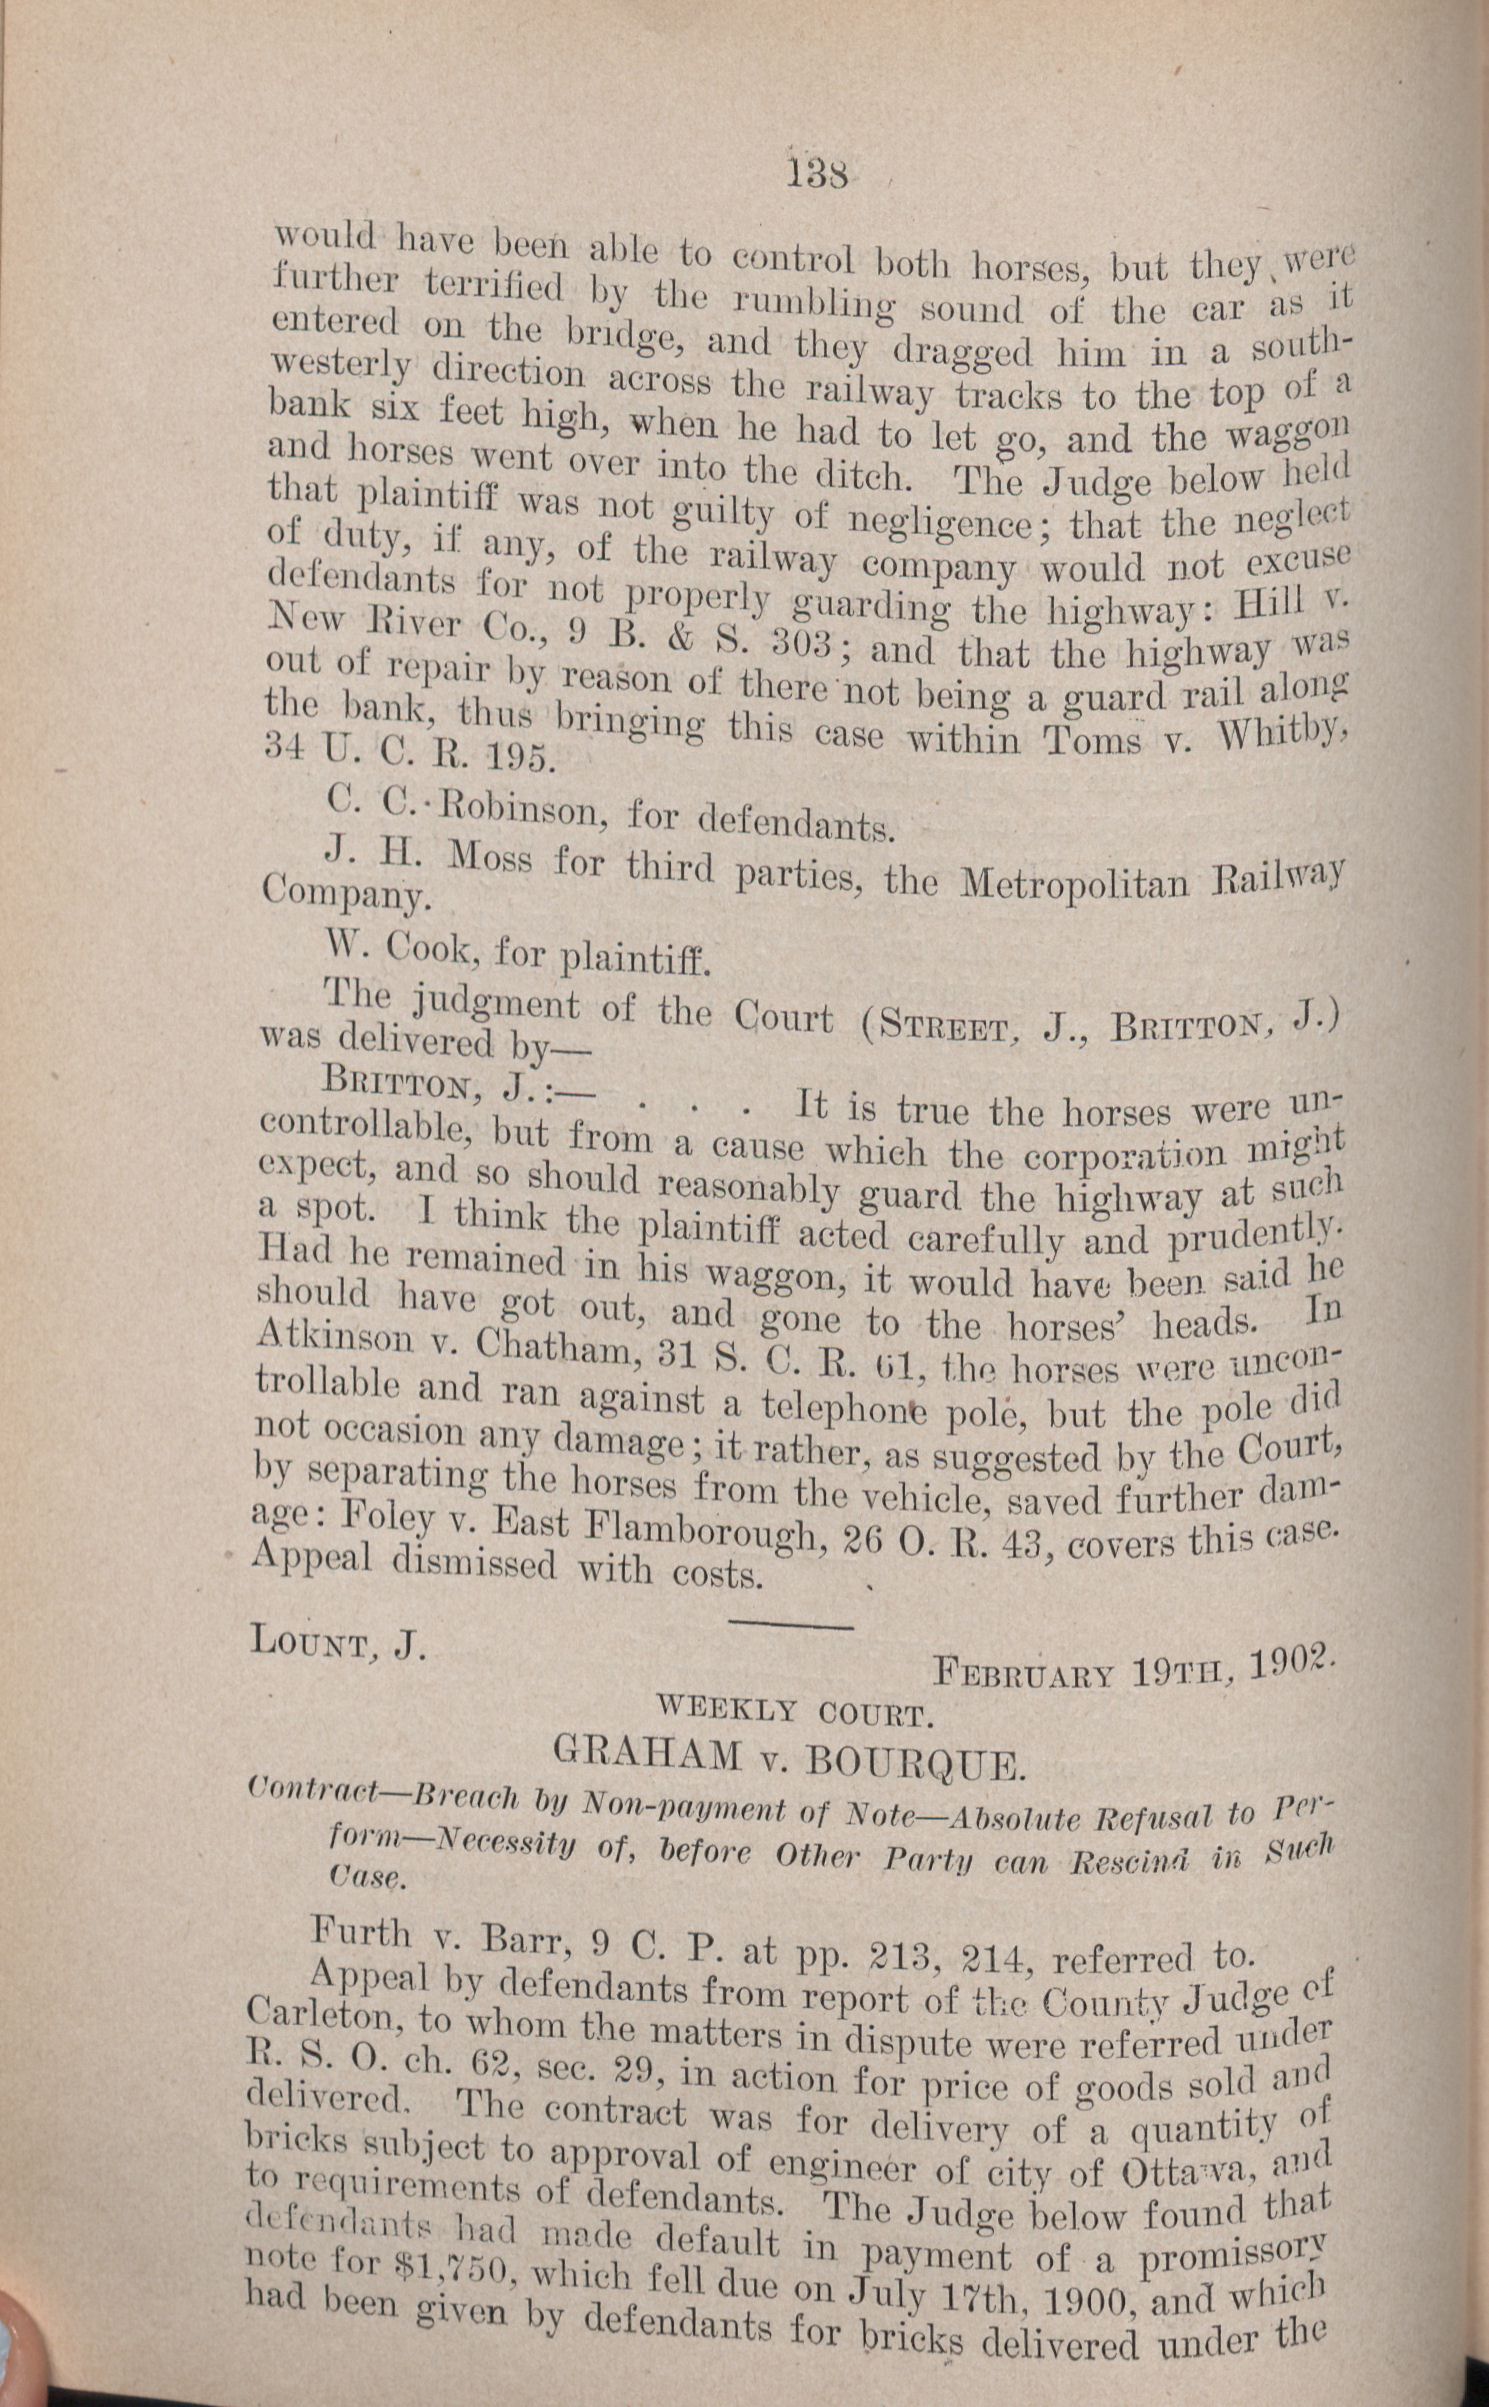 138
would have been able to control both horses, but they were
further terrified by the rumbling sound of the car as it
entered on the bridge, and they dragged him in a south-
westerly direction across the railway tracks to the top of a
bank six feet high, when he had to let go, and the waggon
and horses went over into the ditch. The Judge below held
that plaintiff was not guilty of negligence; that the neglect
of duty, if any, of the railway company would not excuse
defendants for not properly guarding the highway: Hill v.
New River Co., 9 B. & S. 303; and that the highway was
out of repair by reason of there not being a guard rail along
the bank, thus bringing this case within Toms v. Whitby,
34 U. C. R. 195.
C. C. Robinson, for defendants.
J. H. Moss for third parties, the Metropolitan Railway
Company.
W. Cook, for plaintiff.
The judgment of the Court (STREET, J., BRITTON, J.)
was delivered by—
BRITTON, J.:— . . . It is true the horses were un-
controllable, but from a cause which the corporation might
expect, and so should reasonably guard the highway at such
a spot. I think the plaintiff acted carefully and prudently.
Had he remained in his waggon, it would have been said he
should have got out, and gone to the horses' heads. In
Atkinson v. Chatham, 31 S. C. R. 61, the horses were uncon-
trollable and ran against a telephone pole, but the pole did
not occasion any damage; it rather, as suggested by the Court,
by separating the horses from the vehicle, saved further dam-
age: Foley v. East Flamborough, 26 O. R. 43, covers this case.
Appeal dismissed with costs.
LOUNT, J.
FEBRUARY 19TH, 1902.
WEEKLY COURT.
GRAHAM v. BOURQUE.
Contract—Breach by Non-payment of Note—Absolute Refusal to Per-
form—Necessity of, before Other Party can Rescind in Such
Case.
Furth v. Barr, 9 C. P. at pp. 213, 214, referred to.
Appeal by defendants from report of the County Judge of
Carleton, to whom the matters in dispute were referred under
R. S. O. ch. 62, sec. 29, in action for price of goods sold and
delivered. The contract was for delivery of a quantity of
bricks subject to approval of engineer of city of Ottawa, and
to requirements of defendants. The Judge below found that
defendants had made default in payment of a promissory
note for $1,750, which fell due on July 17th, 1900, and which
had been given by defendants for bricks delivered under the